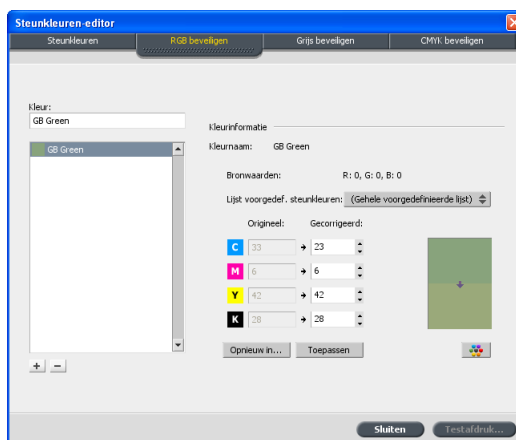 Steunkleuren-editor
Steunkleuren RGB beveiligen Grijs beveiligen CMYK beveiligen
Kleur:
GB Green
GB Green
Kleurinformatie
Kleurnaam: GB Green
Bronwaarden: R: 0, G: 0, B: 0
Lijst voorgedef. steunkleuren: (Gehele voorgedefinieerde lijst)
Origineel: Gecorrigeerd:
C 33 23
M 6 6
Y 42 42
K 28 28
Opnieuw in... Toepassen
+ −
Sluiten Testafdruk...